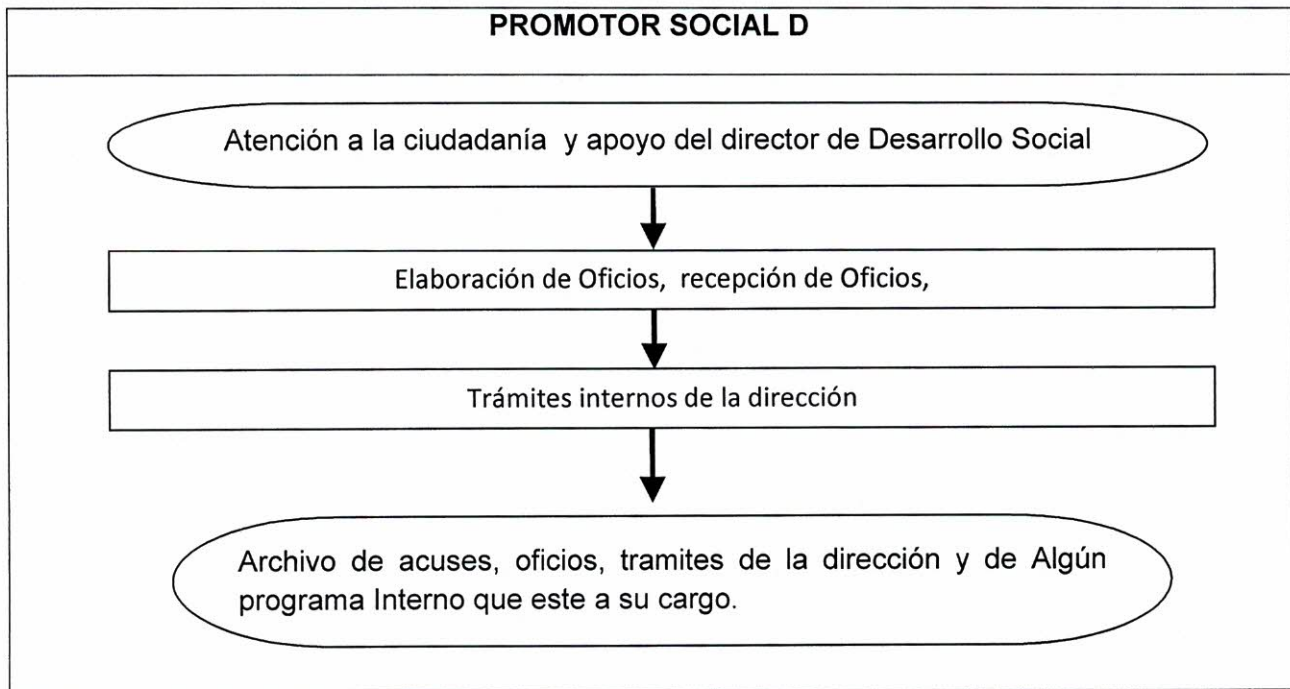 PROMOTOR SOCIAL D
Atención a la ciudadanía y apoyo del director de Desarrollo Social
Elaboración de Oficios, recepción de Oficios,
Trámites internos de la dirección
Archivo de acuses, oficios, tramites de la dirección y de Algún
programa Interno que este a su cargo.